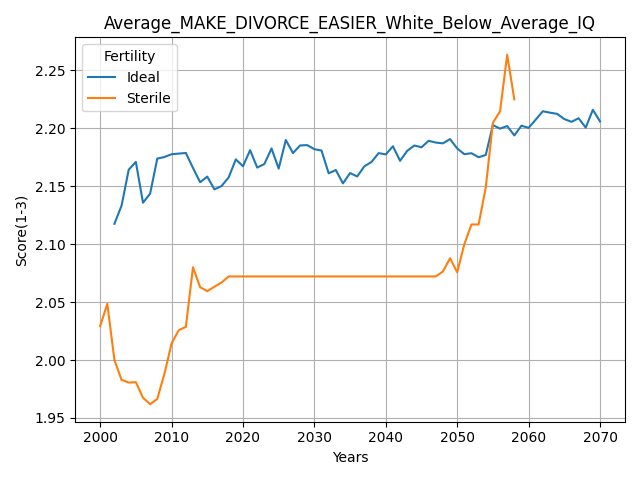 Average_MAKE_DIVORCE_EASIER_White_Below_Average_IQ
Fertility
Ideal
Sterile
Score(1-3)
2.25
2.20
2.15
2.10
2.05
2.00
1.95
2000 2010 2020 2030 2040 2050 2060 2070
Years